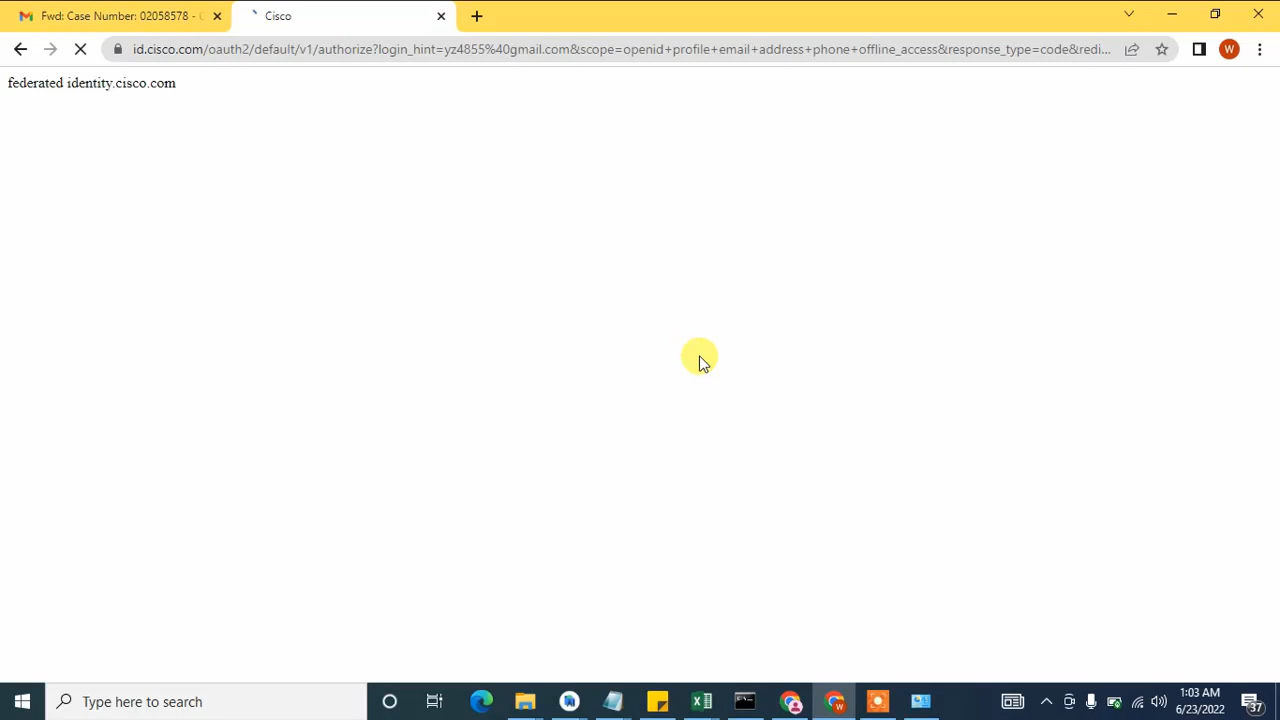 Fwd: Case Number: 02058578 -
Cisco
id.cisco.com/oauth2/default/v1/authorize?login_hint=yz4855%40gmail.com&scope=openid+profile+email+address+phone+offline_access&response_type=code&redi...
W
federated identity.cisco.com
Type here to search
1:03 AM
6/23/2022
37